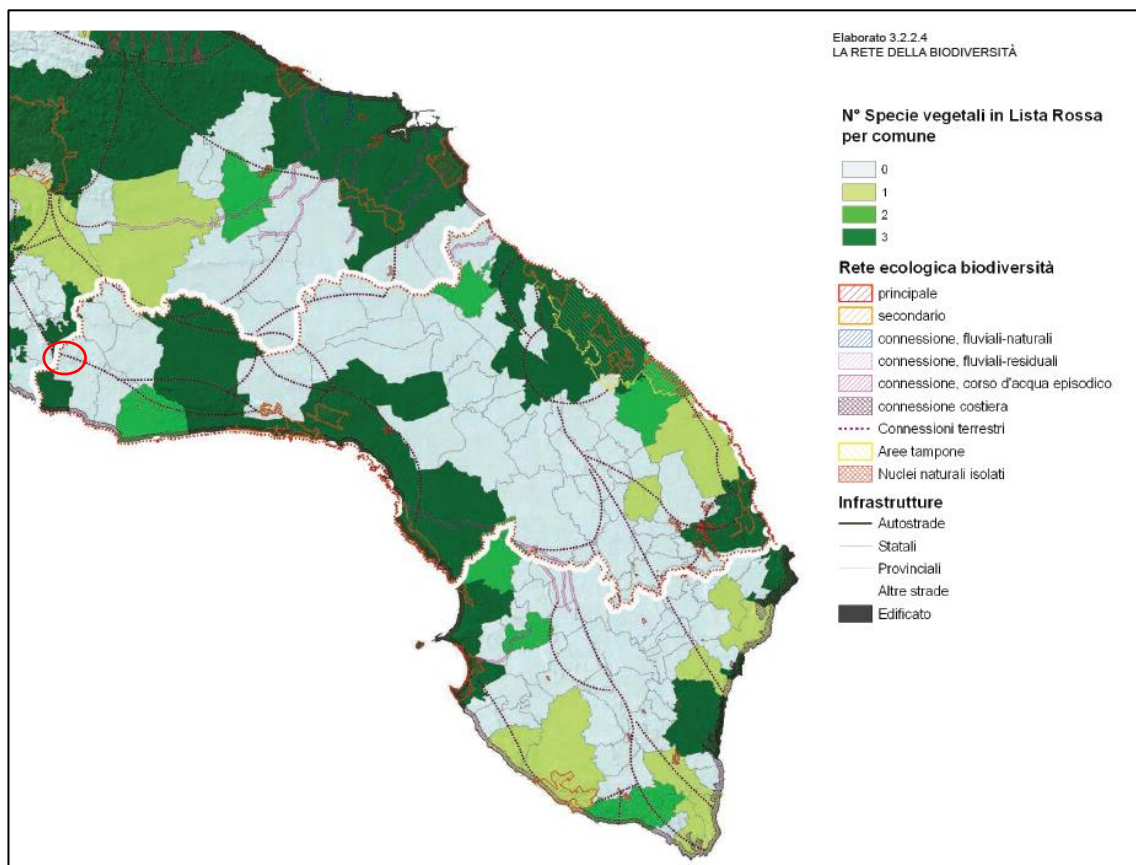 Elaborato 3.2.2.4
LA RETE DELLA BIODIVERSITÀ
N° Specie vegetali in Lista Rossa
per comune
0
1
2
3
Rete ecologica biodiversità
principale
secondario
connessione, fluviali-naturali
connessione, fluviali-residuali
connessione, corso d'acqua episodico
connessione costiera
Connessioni terrestri
Aree tampone
Nuclei naturali isolati
Infrastrutture
Autostrade
Statali
Provinciali
Altre strade
Edificato